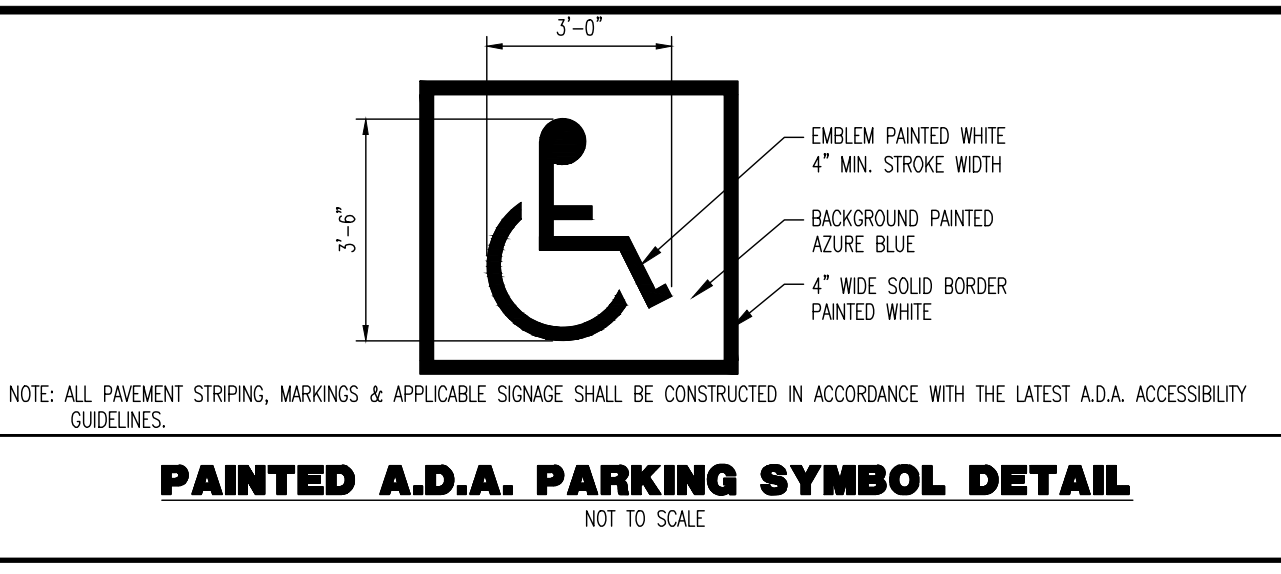 3'-0"
EMBLEM PAINTED WHITE
4" MIN. STROKE WIDTH
3'-6"
BACKGROUND PAINTED
AZURE BLUE
4" WIDE SOLID BORDER
PAINTED WHITE
NOTE: ALL PAVEMENT STRIPING, MARKINGS & APPLICABLE SIGNAGE SHALL BE CONSTRUCTED IN ACCORDANCE WITH THE LATEST A.D.A. ACCESSIBILITY
GUIDELINES.
PAINTED A.D.A. PARKING SYMBOL DETAIL
NOT TO SCALE